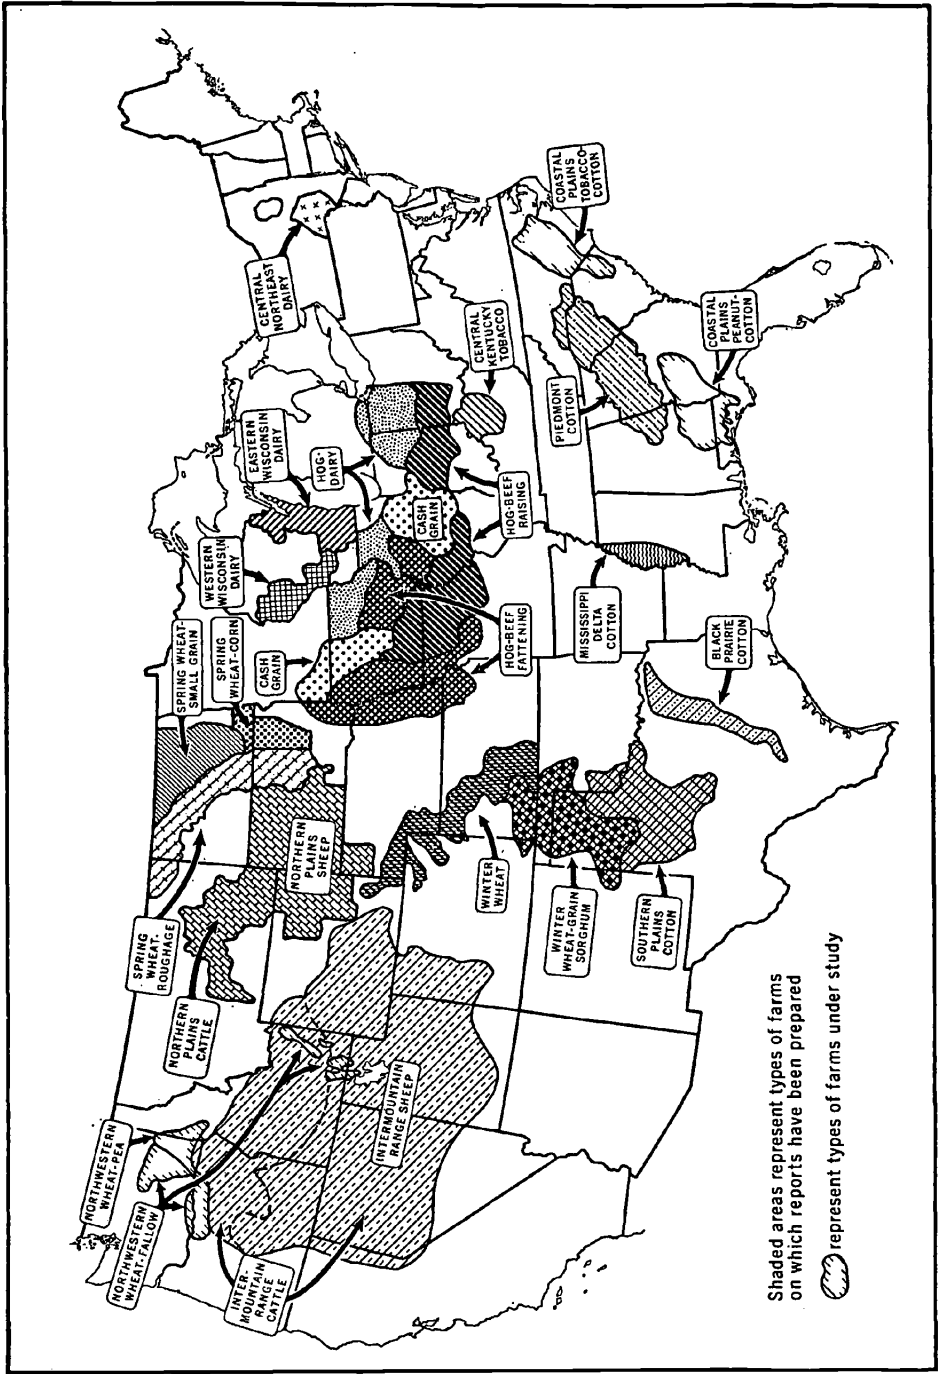 NORTHWESTERN
WHEAT-PEA
NORTHWESTERN
WHEAT-FALLOW
INTER-
MOUNTAIN
RANGE
CATTLE
INTERMOUNTAIN
RANGE SHEEP
SPRING
WHEAT-
ROUGHAGE
NORTHERN
PLAINS
CATTLE
NORTHERN
PLAINS
SHEEP
SPRING WHEAT-
SMALL GRAIN
SPRING
WHEAT-CORN
CASH
GRAIN
WESTERN
WISCONSIN
DAIRY
EASTERN
WISCONSIN
DAIRY
HOG-
DAIRY
CENTRAL
NORTHEAST
DAIRY
CASH
GRAIN
HOG-BEEF
RAISING
HOG-BEEF
FATTENING
CENTRAL
KENTUCKY
TOBACCO
COASTAL
PLAINS
TOBACCO-
COTTON
PIEDMONT
COTTON
COASTAL
PLAINS
PEANUT-
COTTON
MISSISSIPPI
DELTA
COTTON
BLACK
PRAIRIE
COTTON
WINTER
WHEAT
WINTER
WHEAT-GRAIN
SORGHUM
SOUTHERN
PLAINS
COTTON
Shaded areas represent types of farms
on which reports have been prepared
represent types of farms under study